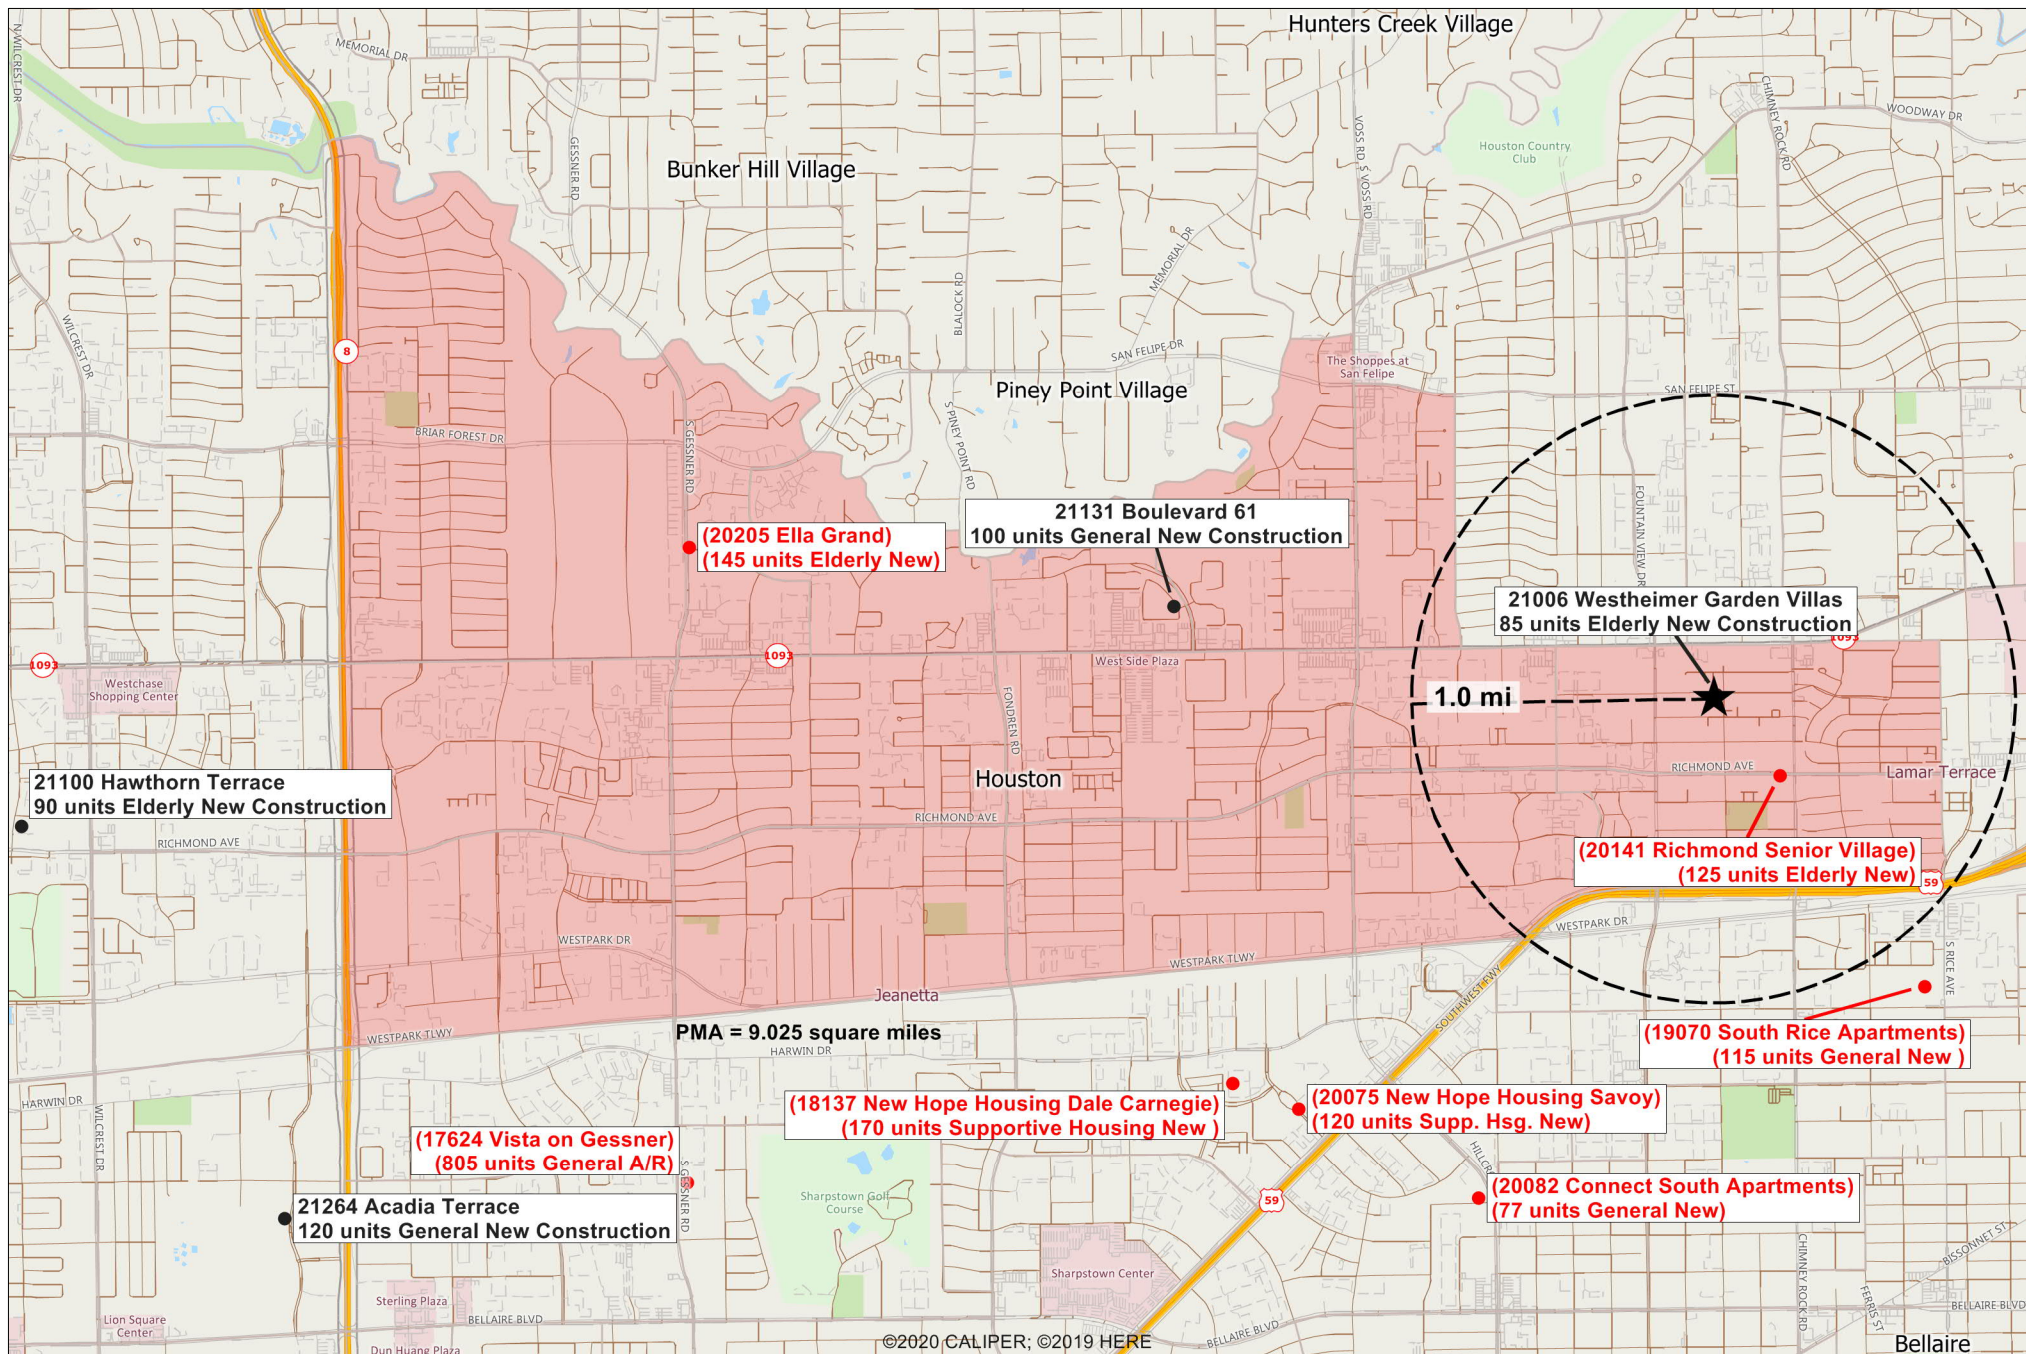 Hunters Creek Village
N WILCREST DR
MEMORIAL DR
CHIMNEY ROCK RD
WOODWAY DR
GESSNER RD
VOSS RD
S VOSS RD
Houston Country
Club
Bunker Hill Village
MEMORIAL DR
BLALOCK RD
WILCREST DR
8
SAN FELIPE DR
The Shoppes at
San Felipe
Piney Point Village
SAN FELIPE ST
S PINEY POINT RD
BRIAR FOREST DR
S GESSNER RD
FOUNTAIN VIEW DR
(20205 Ella Grand)
(145 units Elderly New)
21131 Boulevard 61
100 units General New Construction
21006 Westheimer Garden Villas
85 units Elderly New Construction
1093
1093
1093
West Side Plaza
Westchase
Shopping Center
FONDREN RD
1.0 mi
RICHMOND AVE
Lamar Terrace
Houston
21100 Hawthorn Terrace
90 units Elderly New Construction
RICHMOND AVE
RICHMOND AVE
(20141 Richmond Senior Village)
(125 units Elderly New)
59
WESTPARK DR
WESTPARK DR
WESTPARK TLWY
S RICE AVE
Jeanetta
SOUTHWEST FWY
WESTPARK TLWY
PMA = 9.025 square miles
HARWIN DR
(19070 South Rice Apartments)
(115 units General New )
HARWIN DR
WILCREST DR
(18137 New Hope Housing Dale Carnegie)
(170 units Supportive Housing New )
(20075 New Hope Housing Savoy)
(120 units Supp. Hsg. New)
(17624 Vista on Gessner)
(805 units General A/R)
S GESSNER RD
(20082 Connect South Apartments)
(77 units General New)
Sharpstown Golf
Course
59
21264 Acadia Terrace
120 units General New Construction
CHIMNEY ROCK RD
BISSONNET ST
Sharpstown Center
FERRIS ST
Sterling Plaza
BELLAIRE BLVD
BELLAIRE BLVD
BELLAIRE BLVD
Lion Square
Center
©2020 CALIPER; ©2019 HERE
Bellaire
Dun Huang Plaza